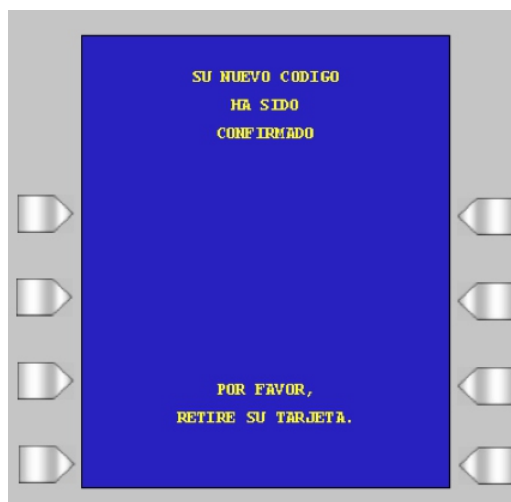 SU NUEVO CODIGO
HA SIDO
CONFIRMADO
POR FAVOR,
RETIRE SU TARJETA.